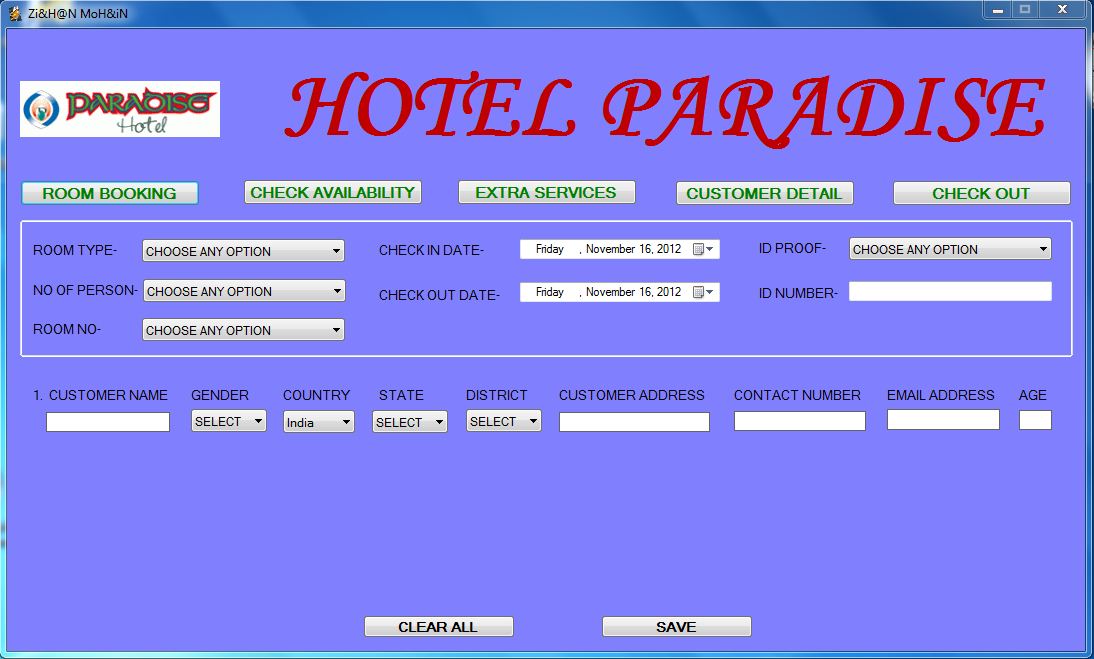 Zi&H@N MoH&iN
PARADISE
Hotel
HOTEL PARADISE
ROOM BOOKING CHECK AVAILABILITY EXTRA SERVICES CUSTOMER DETAIL CHECK OUT
ROOM TYPE- CHOOSE ANY OPTION CHECK IN DATE- Friday , November 16, 2012 ID PROOF- CHOOSE ANY OPTION
NO OF PERSON- CHOOSE ANY OPTION CHECK OUT DATE- Friday , November 16, 2012 ID NUMBER-
ROOM NO- CHOOSE ANY OPTION
1. CUSTOMER NAME GENDER COUNTRY STATE DISTRICT CUSTOMER ADDRESS CONTACT NUMBER EMAIL ADDRESS AGE
SELECT India SELECT SELECT
CLEAR ALL SAVE